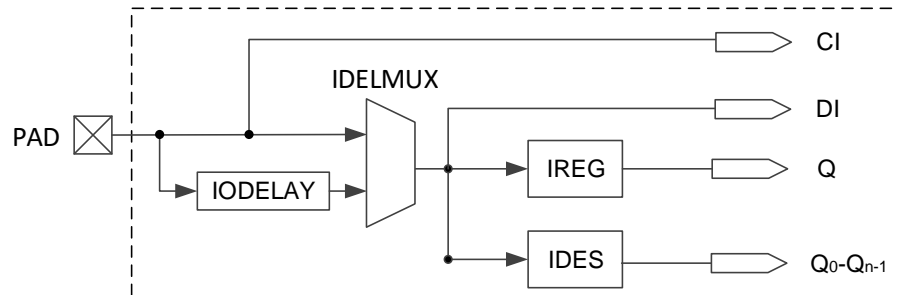 CI
IDELMUX
DI
PAD
IREG
Q
IODELAY
IDES
Q0-Qn-1